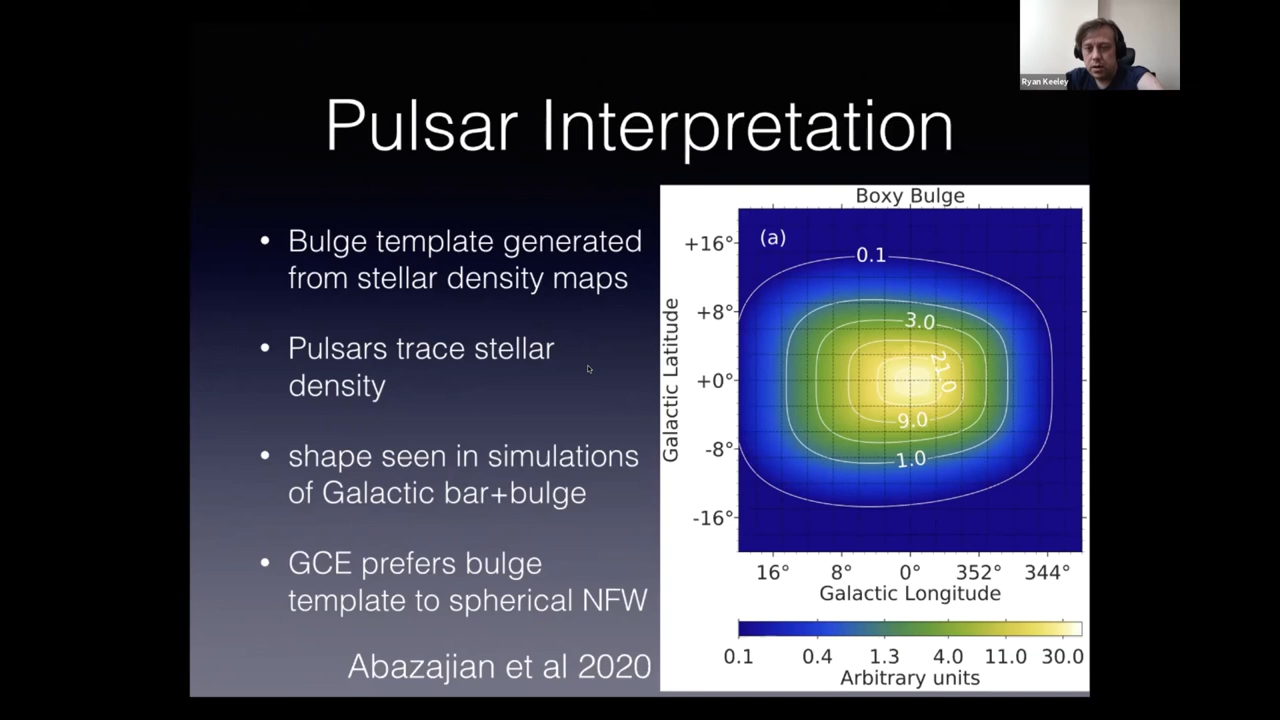 Ryan Keeley
Pulsar Interpretation
• Bulge template generated
from stellar density maps
• Pulsars trace stellar
density
• shape seen in simulations
of Galactic bar+bulge
• GCE prefers bulge
template to spherical NFW
Abazajian et al 2020
Boxy Bulge
(a)
0.1
3.0
21.0
9.0
1.0
Galactic Latitude
+16°
+8°
+0°
-8°
-16°
16° 8° 0° 352° 344°
Galactic Longitude
0.1 0.4 1.3 4.0 11.0 30.0
Arbitrary units